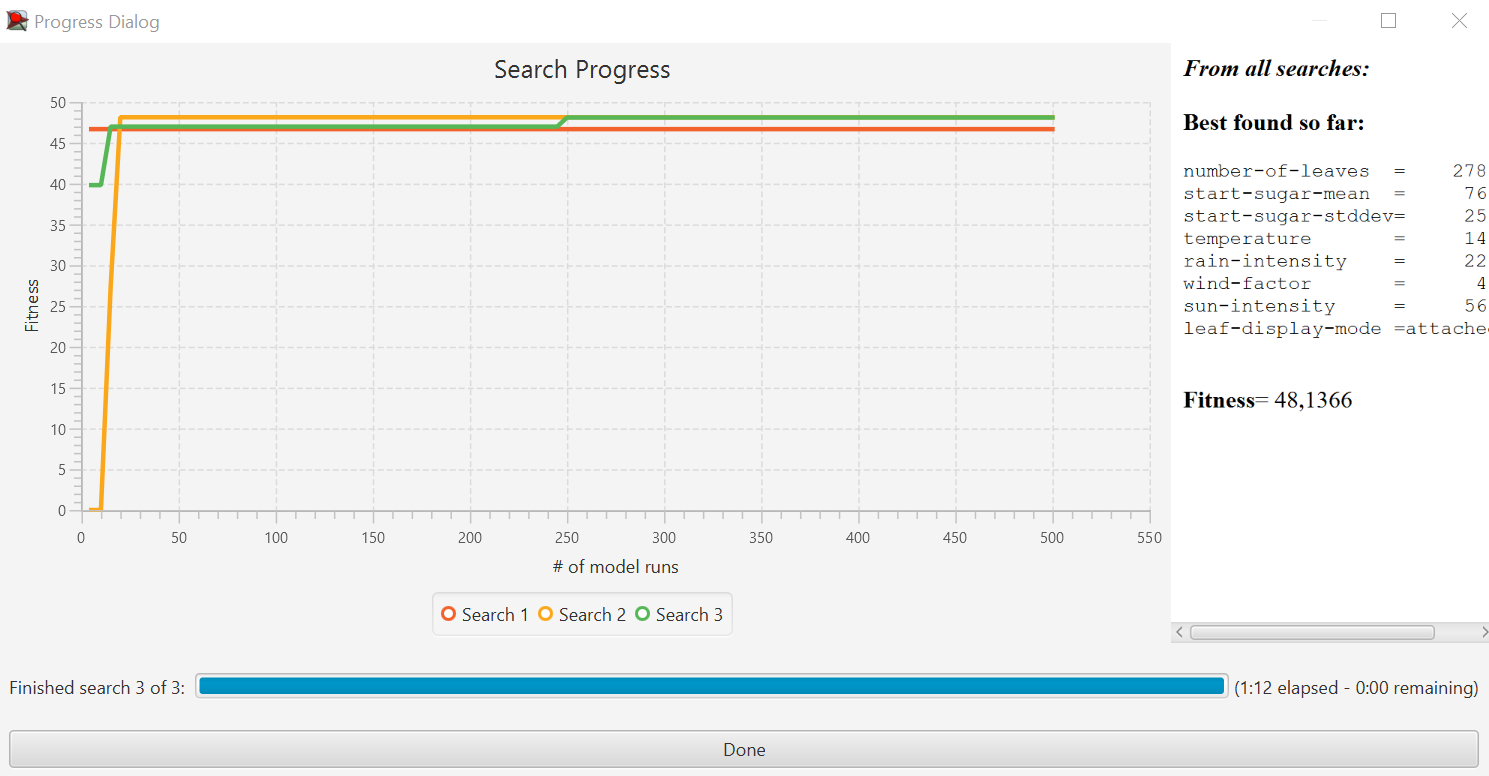 Progress Dialog
Search Progress
50
45
40
35
30
25
20
15
10
5
0
Fitness
0 50 100 150 200 250 300 350 400 450 500 550
# of model runs
Search 1 Search 2 Search 3
From all searches:
Best found so far:
number-of-leaves = 278
start-sugar-mean = 76
start-sugar-stddev= 25
temperature = 14
rain-intensity = 22
wind-factor = 4
sun-intensity = 56
leaf-display-mode =attache
Fitness= 48,1366
Finished search 3 of 3: (1:12 elapsed - 0:00 remaining)
Done